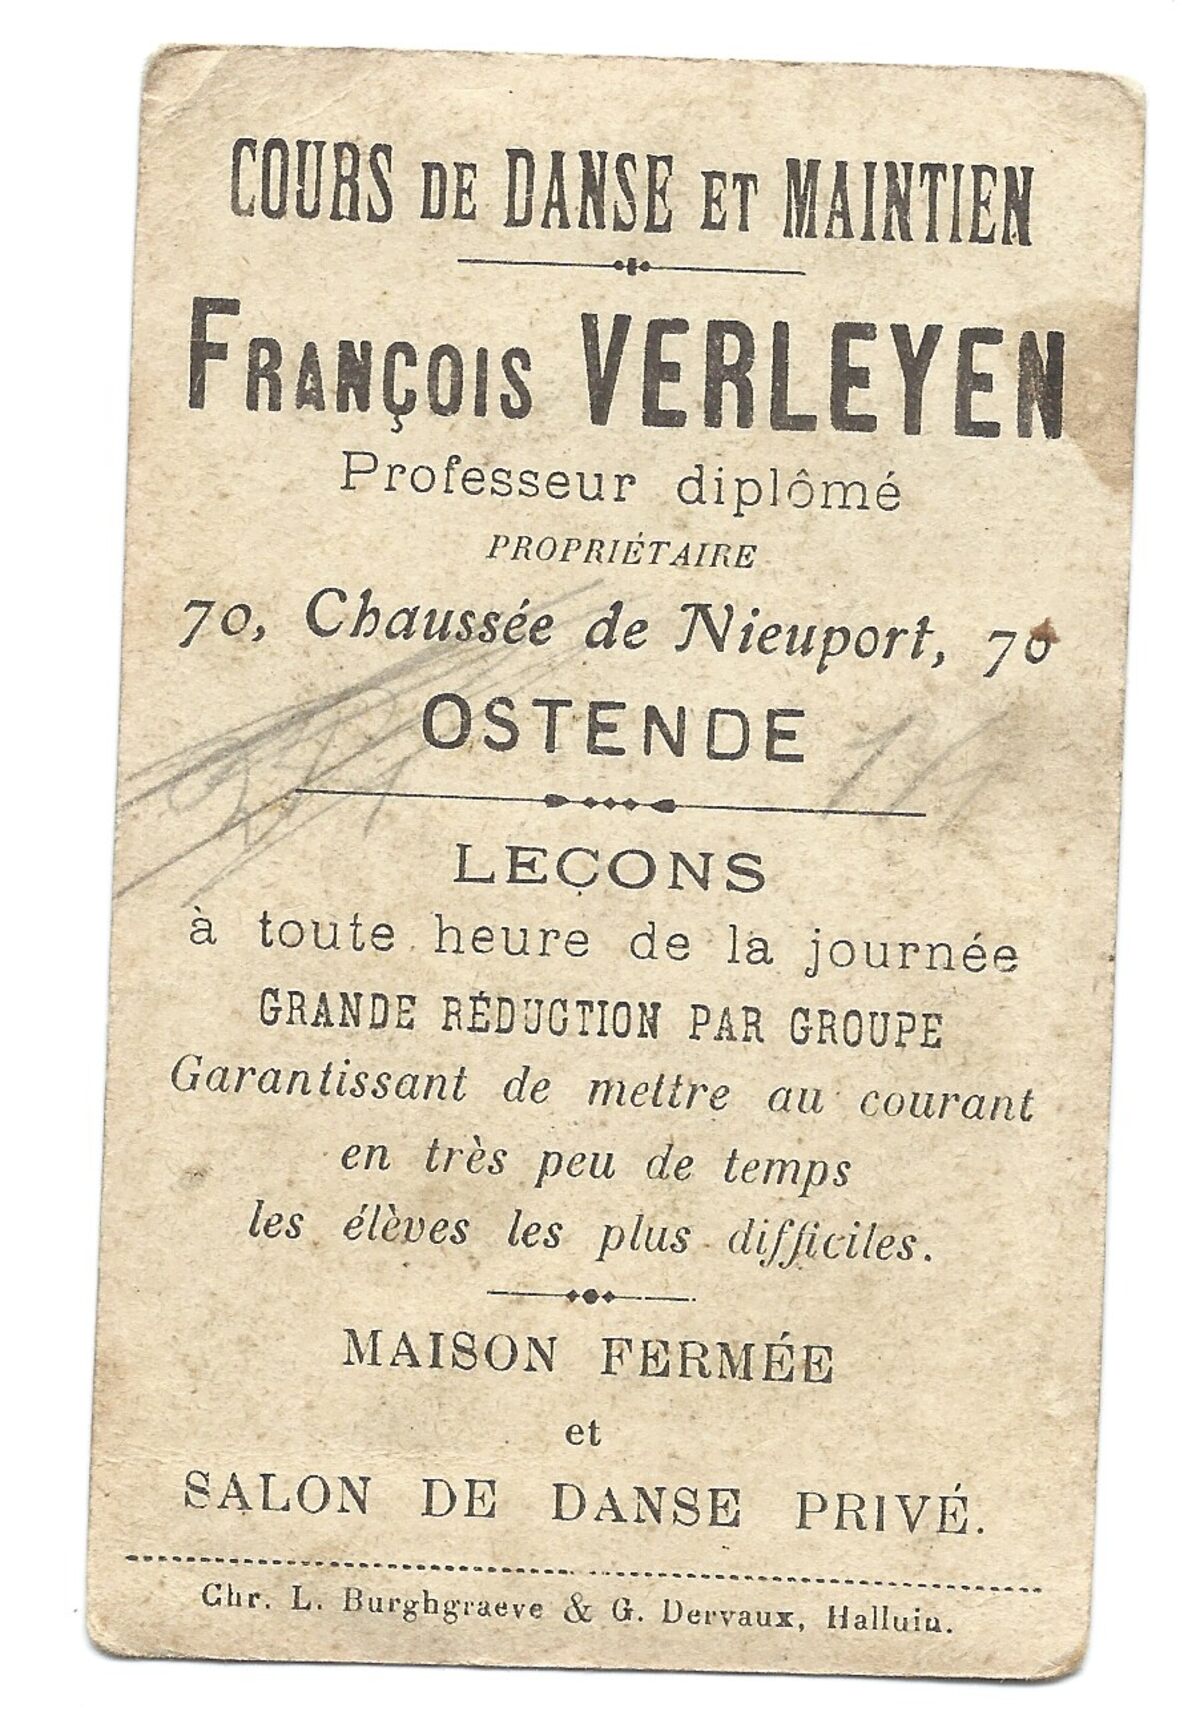 COURS DE DANSE ET MAINTIEN
FRANÇOIS VERLEYEN
Professeur diplômé
PROPRIÉTAIRE
70, Chaussée de Nieuport, 70
OSTENDE
LEÇONS
à toute heure de la journée
GRANDE RÉDUCTION PAR GROUPE
Garantissant de mettre au courant
en très peu de temps
les élèves les plus difficiles.
MAISON FERMÉE
et
SALON DE DANSE PRIVÉ.
Chr. L. Burghgraeve & G. Dervaux, Halluin.